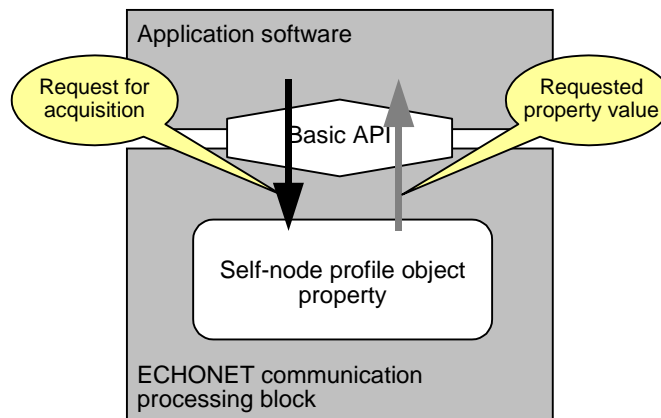 Application software
Request for
acquisition
Requested
property value
Basic API
Self-node profile object
property
ECHONET communication
processing block